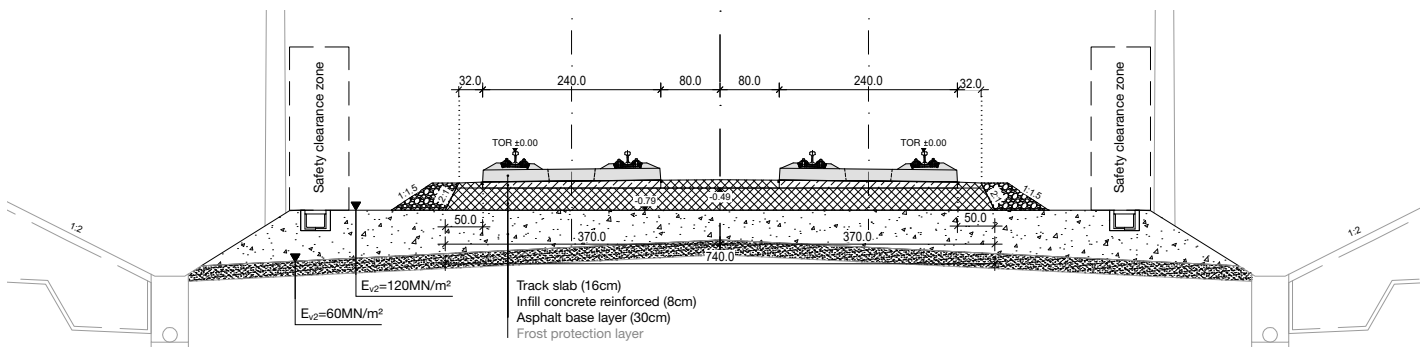 Safety clearance zone
Safety clearance zone
32.0
240.0
80.0
80.0
240.0
32.0
TOR ±0.00
TOR ±0.00
1:1.5
2:1
-0.79
-0.49
1:1.5
1:2
50.0
50.0
1:2
370.0
370.0
740.0
Ev2=120MN/m²
Ev2=60MN/m²
Track slab (16cm)
Infill concrete reinforced (8cm)
Asphalt base layer (30cm)
Frost protection layer